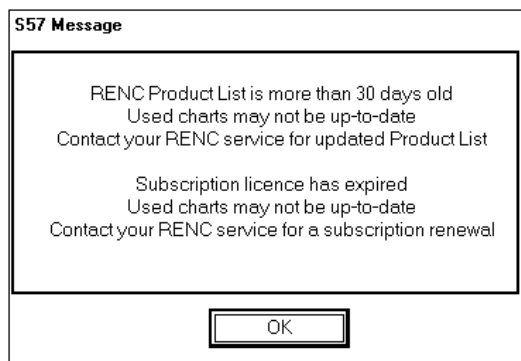 S57 Message
RENC Product List is more than 30 days old
Used charts may not be up-to-date
Contact your RENC service for updated Product List
Subscription licence has expired
Used charts may not be up-to-date
Contact your RENC service for a subscription renewal
OK